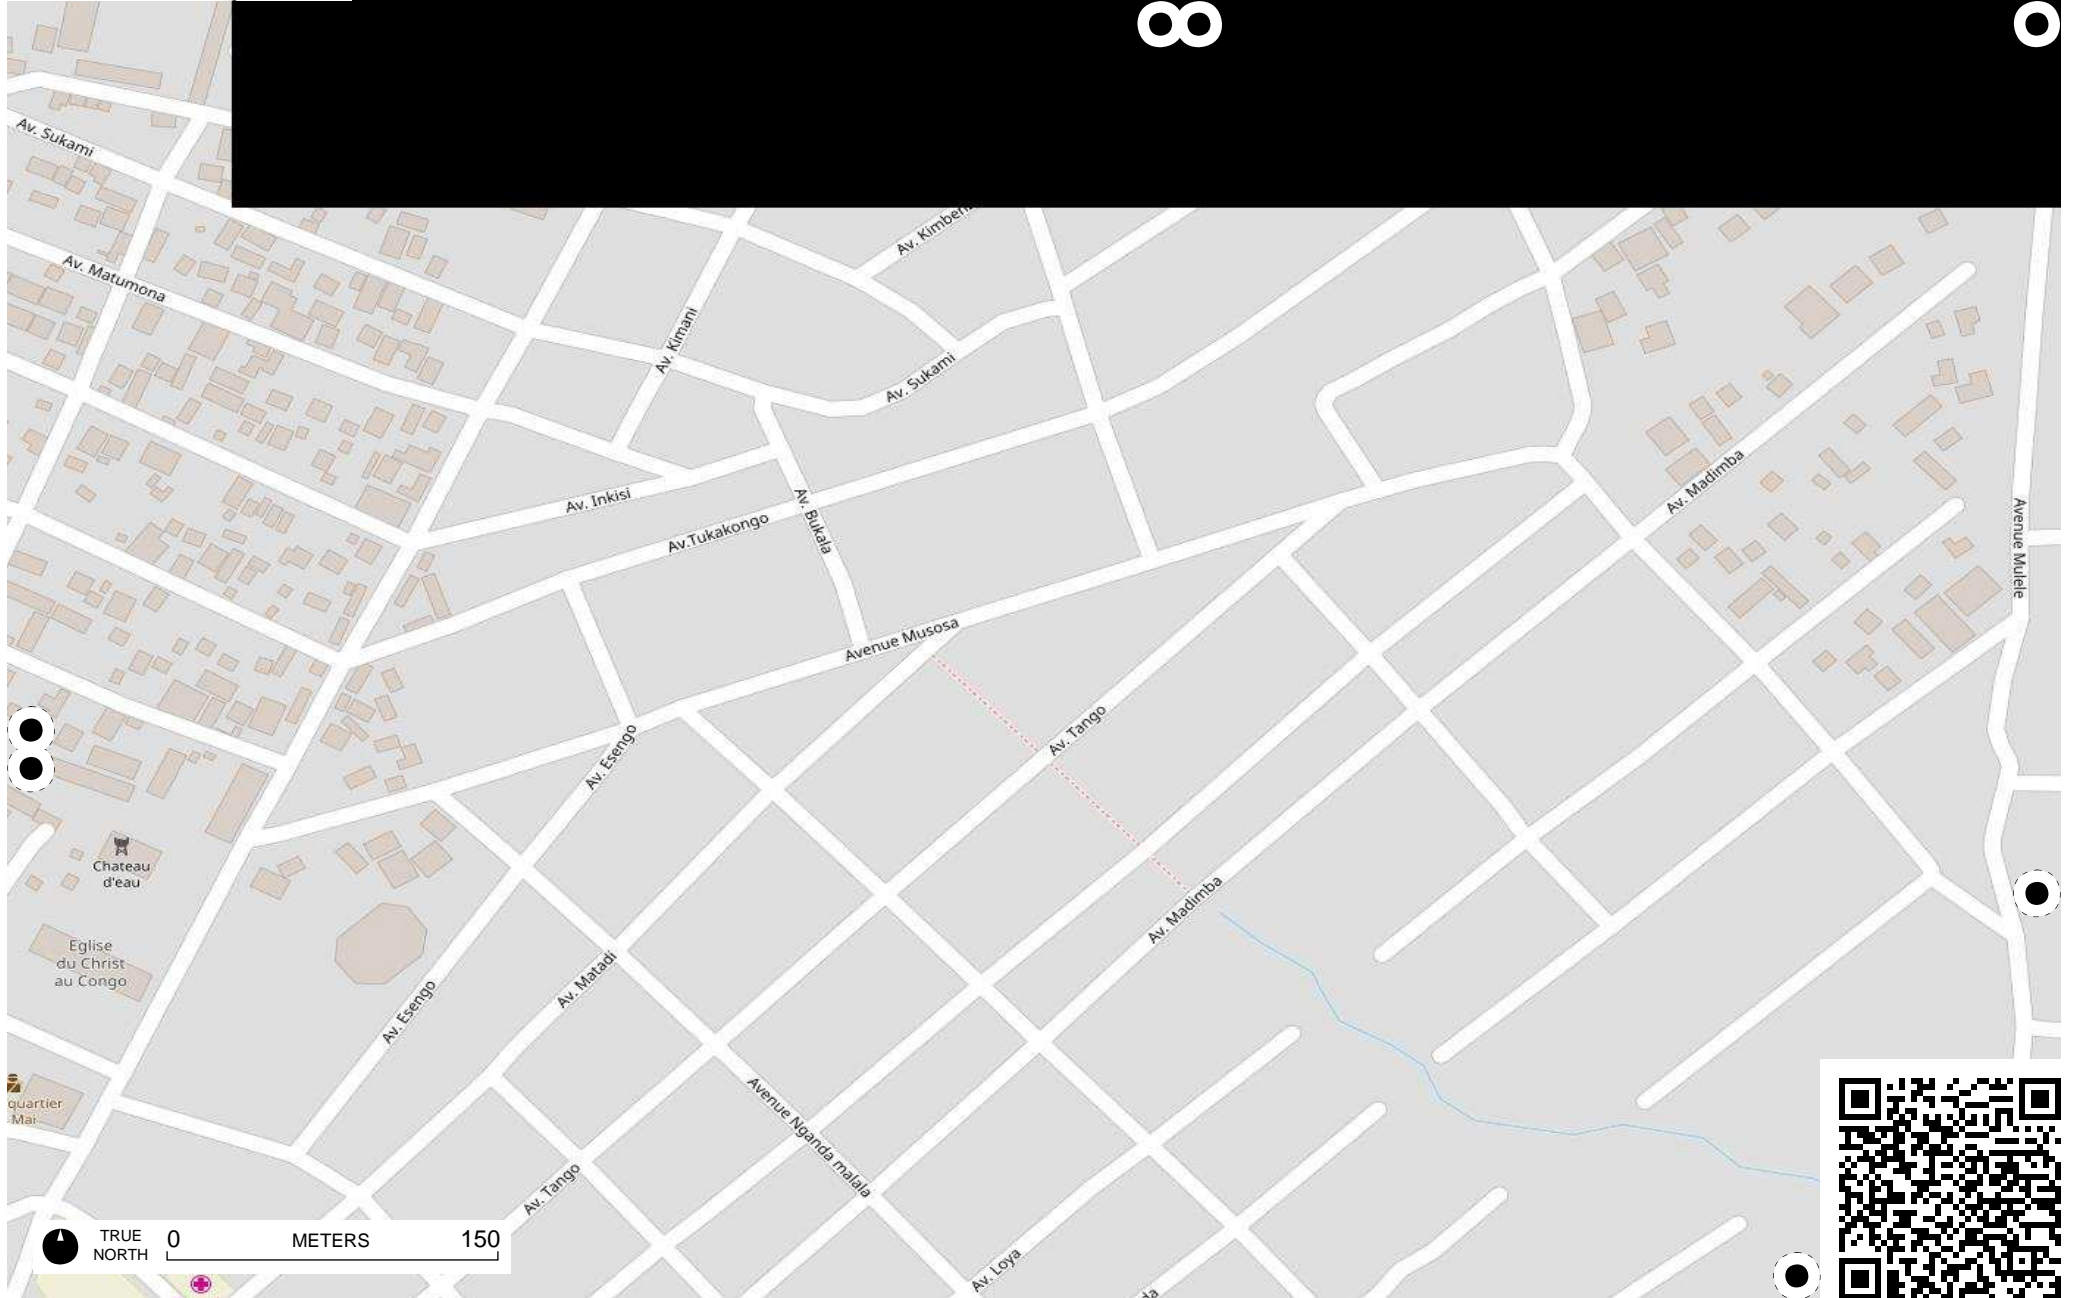 Av. Sukami
Av. Kimben
Av. Matumona
Av. Kimani
Av. Sukami
Av. Madimba
Av. Inkisi
Av. Bukala
Av.Tukakongo
Avenue Mulele
Avenue Musosa
Av. Esengo
Av. Tango
Chateau
d'eau
Av. Madimba
Eglise
du Christ
au Congo
Av. Matadi
Av. Esengo
quartier
Mai
Avenue Nganda malala
Av. Tango
Av. Loya
da
TRUE
NORTH
0 METERS 150